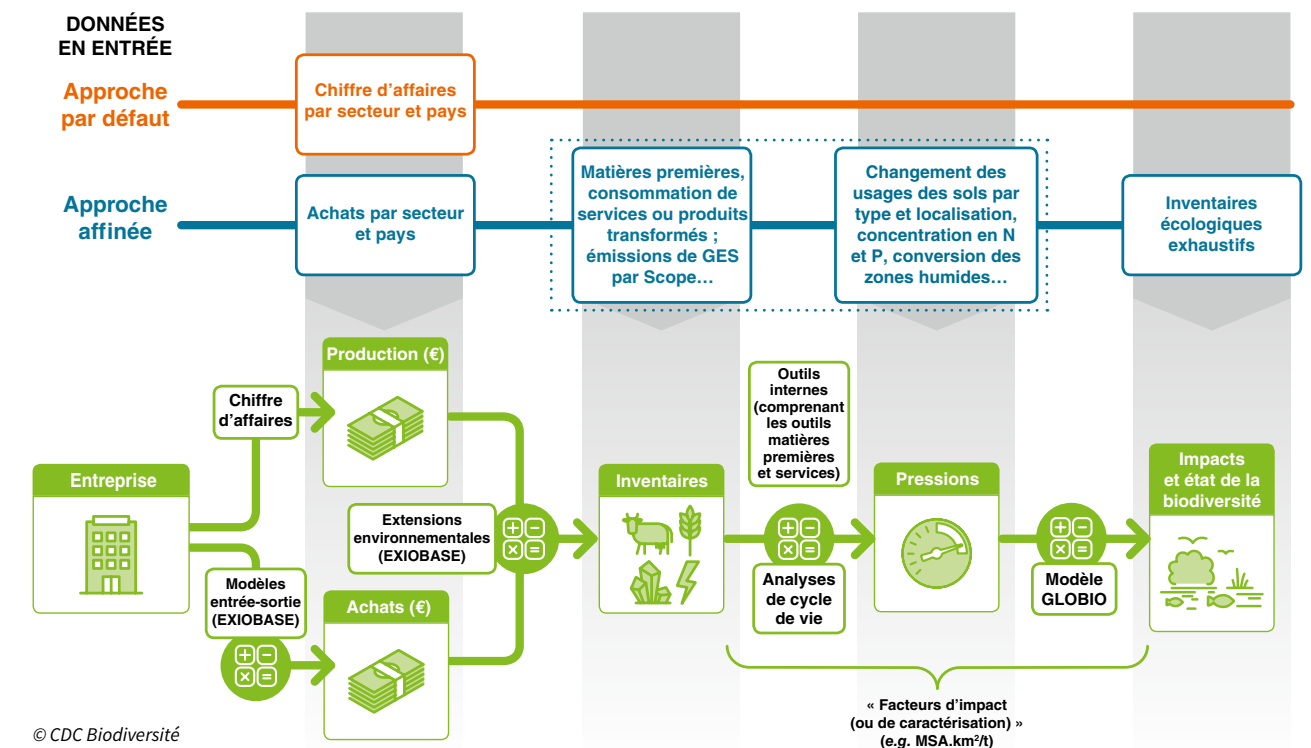 DONNÉES
EN ENTRÉE
Approche
par défaut
Chiffre d'affaires
par secteur et pays
Approche
affinée
Achats par secteur
et pays
Matières premières,
consommation de
services ou produits
transformés ;
émissions de GES
par Scope…
Changement des
usages des sols par
type et localisation,
concentration en N
et P, conversion des
zones humides…
Inventaires
écologiques
exhaustifs
Entreprise
Chiffre
d'affaires
Modèles
entrée-sortie
(EXIOBASE)
Production (€)
Achats (€)
Extensions
environnementales
(EXIOBASE)
Inventaires
Outils
internes
(comprenant
les outils
matières
premières
et services)
Analyses
de cycle
de vie
Pressions
Modèle
GLOBIO
Impacts
et état de la
biodiversité
« Facteurs d'impact
(ou de caractérisation) »
(e.g. MSA.km²/t)
© CDC Biodiversité